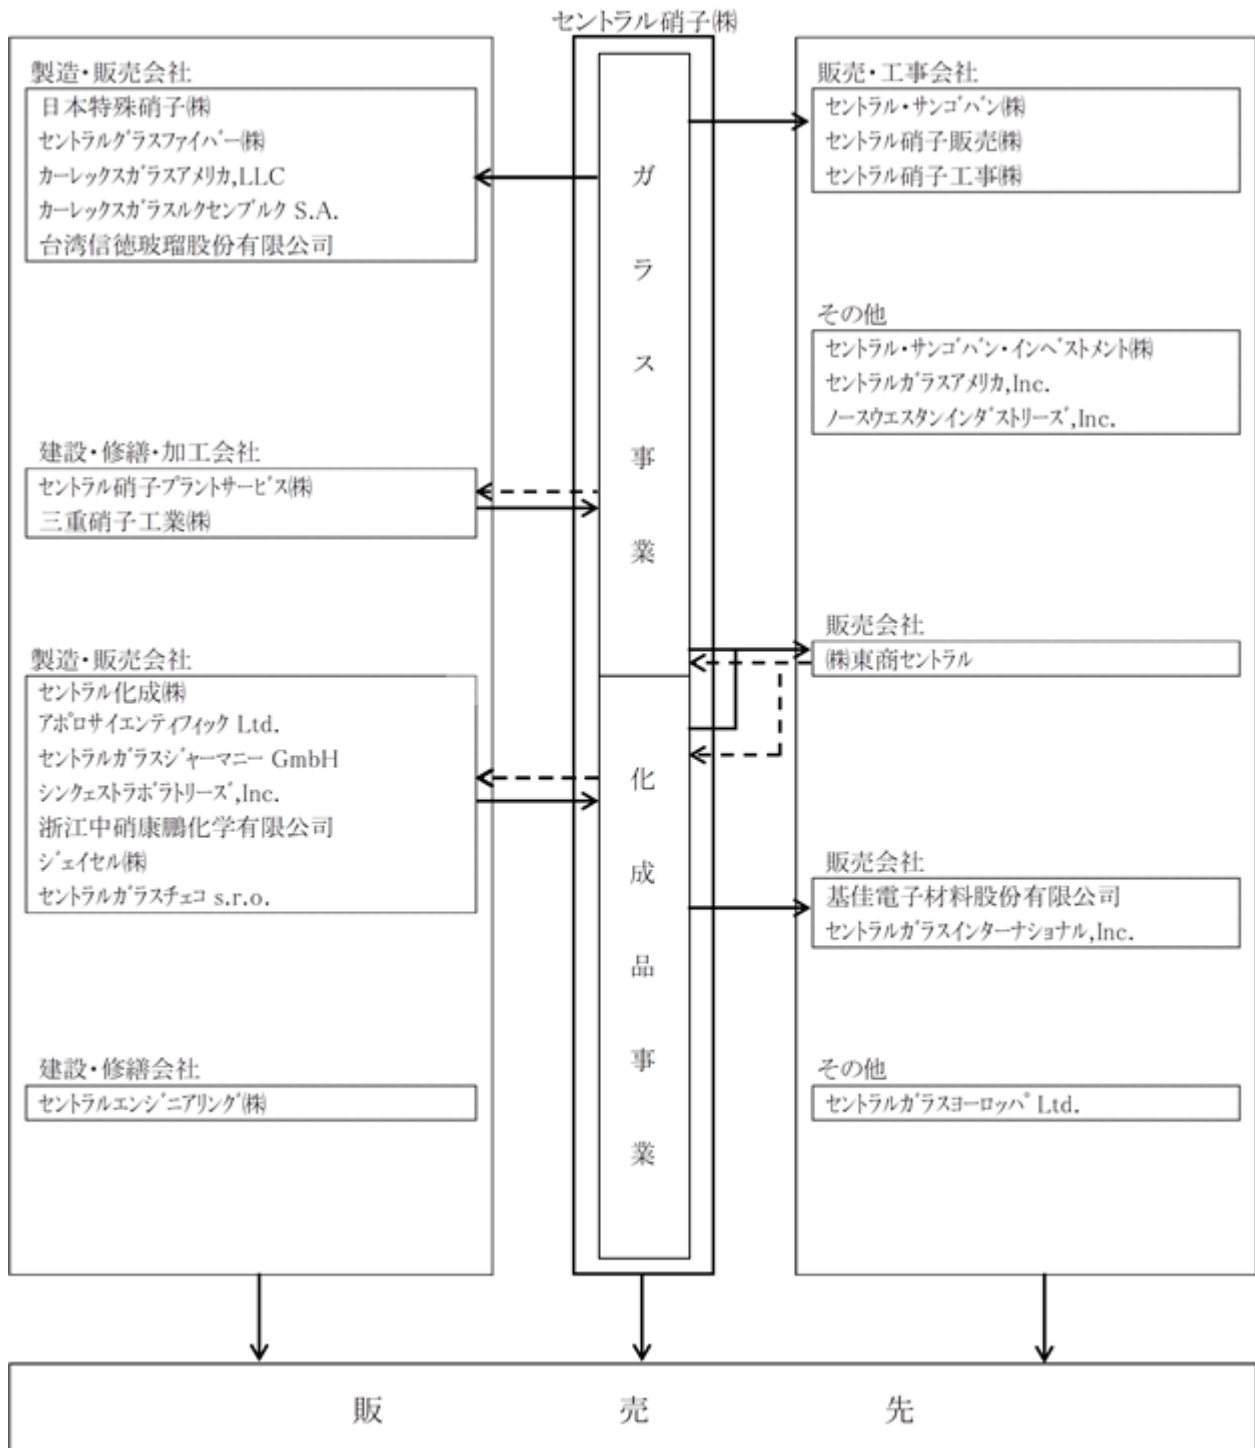 セントラル硝子㈱
製造・販売会社
日本特殊硝子㈱
セントラルグラスファイバー㈱
カーレックスガラスアメリカ,LLC
カーレックスガラスルクセンブルク S.A.
台湾信徳玻瑠股份有限公司
建設・修繕・加工会社
セントラル硝子プラントサービス㈱
三重硝子工業㈱
製造・販売会社
セントラル化成㈱
アポロサイエンティフィック Ltd.
セントラルガラスジャーマニー GmbH
シンクェストラボラトリーズ,Inc.
浙江中硝康鵬化学有限公司
ジェイセル㈱
セントラルガラスチェコ s.r.o.
建設・修繕会社
セントラルエンジニアリング㈱
ガラス事業
化成品事業
販売・工事会社
セントラル・サンゴバン㈱
セントラル硝子販売㈱
セントラル硝子工事㈱
その他
セントラル・サンゴバン・インベストメント㈱
セントラルガラスアメリカ,Inc.
ノースウエスタンインダストリーズ,Inc.
販売会社
㈱東商セントラル
販売会社
基佳電子材料股份有限公司
セントラルガラスインターナショナル,Inc.
その他
セントラルガラスヨーロッパ Ltd.
販売先